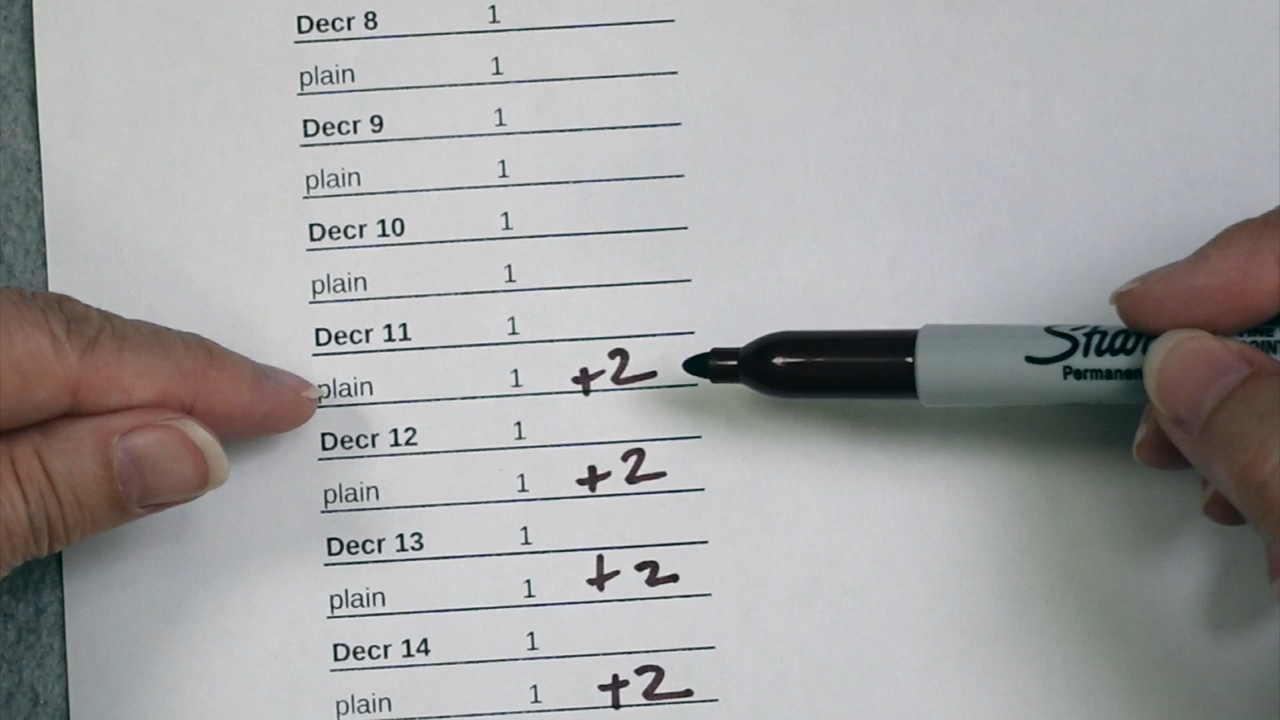 Decr 8 1
plain 1
Decr 9 1
plain 1
Decr 10 1
plain 1
Decr 11 1
plain 1 +2
Decr 12 1
plain 1 +2
Decr 13 1
plain 1 +2
Decr 14 1
plain 1 +2